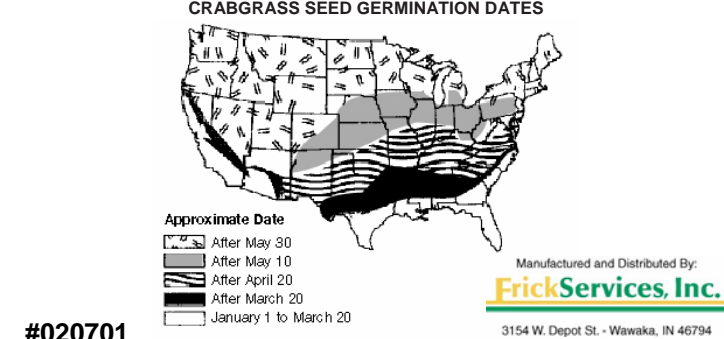 CRABGRASS SEED GERMINATION DATES
Approximate Date
After May 30
After May 10
After April 20
After March 20
January 1 to March 20
Manufactured and Distributed By:
FrickServices, Inc.
3154 W. Depot St. - Wawaka, IN 46794
#020701